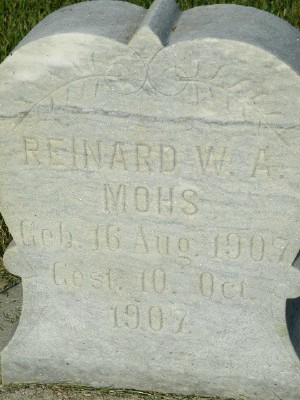 REINARD W. A.
MOHS
Geb. 16 Aug. 1907.
Gest. 10. Oct.
1907.